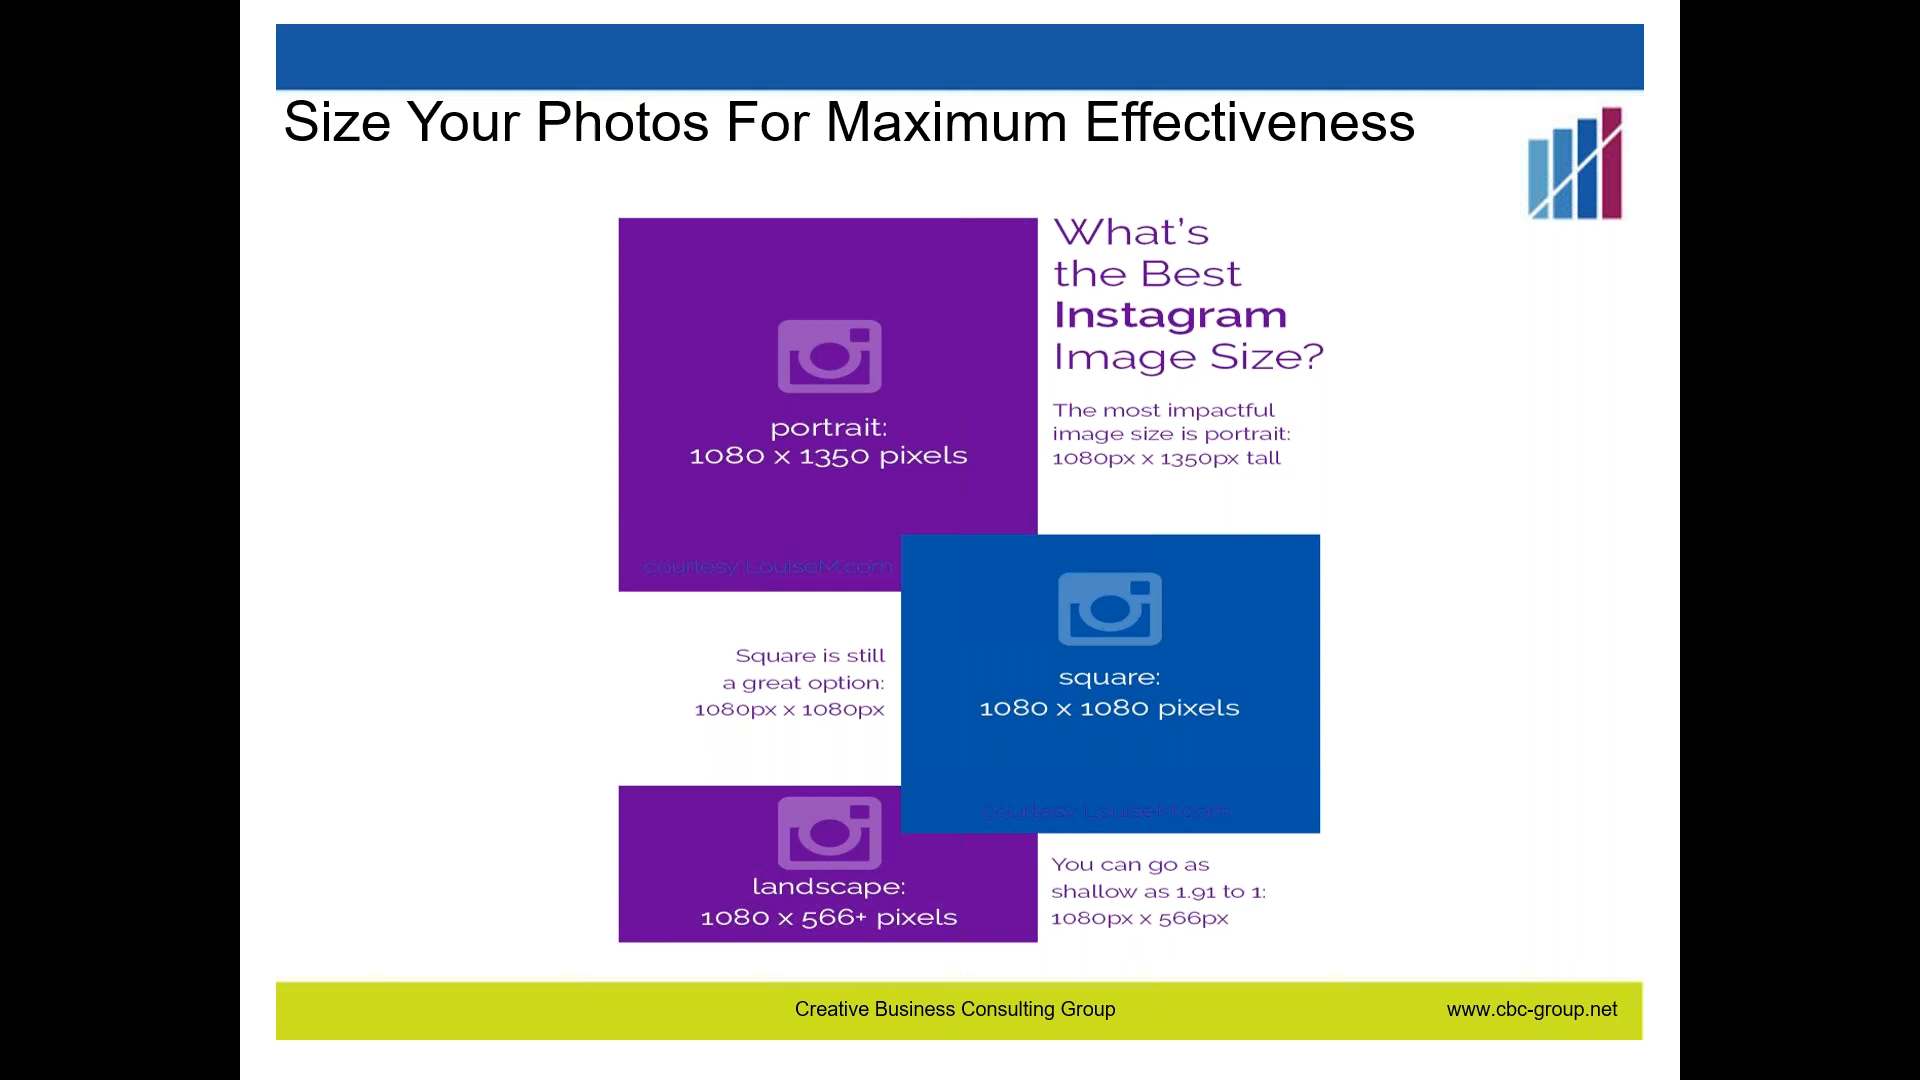 Size Your Photos For Maximum Effectiveness
What's
the Best
Instagram
Image Size?
portrait:
1080 x 1350 pixels
The most impactful
image size is portrait:
1080px x 1350px tall
courtesy LouiseM.com
Square is still
a great option:
1080px x 1080px
square:
1080 x 1080 pixels
courtesy LouiseM.com
landscape:
1080 x 566+ pixels
You can go as
shallow as 1.91 to 1:
1080px x 566px
Creative Business Consulting Group
www.cbc-group.net